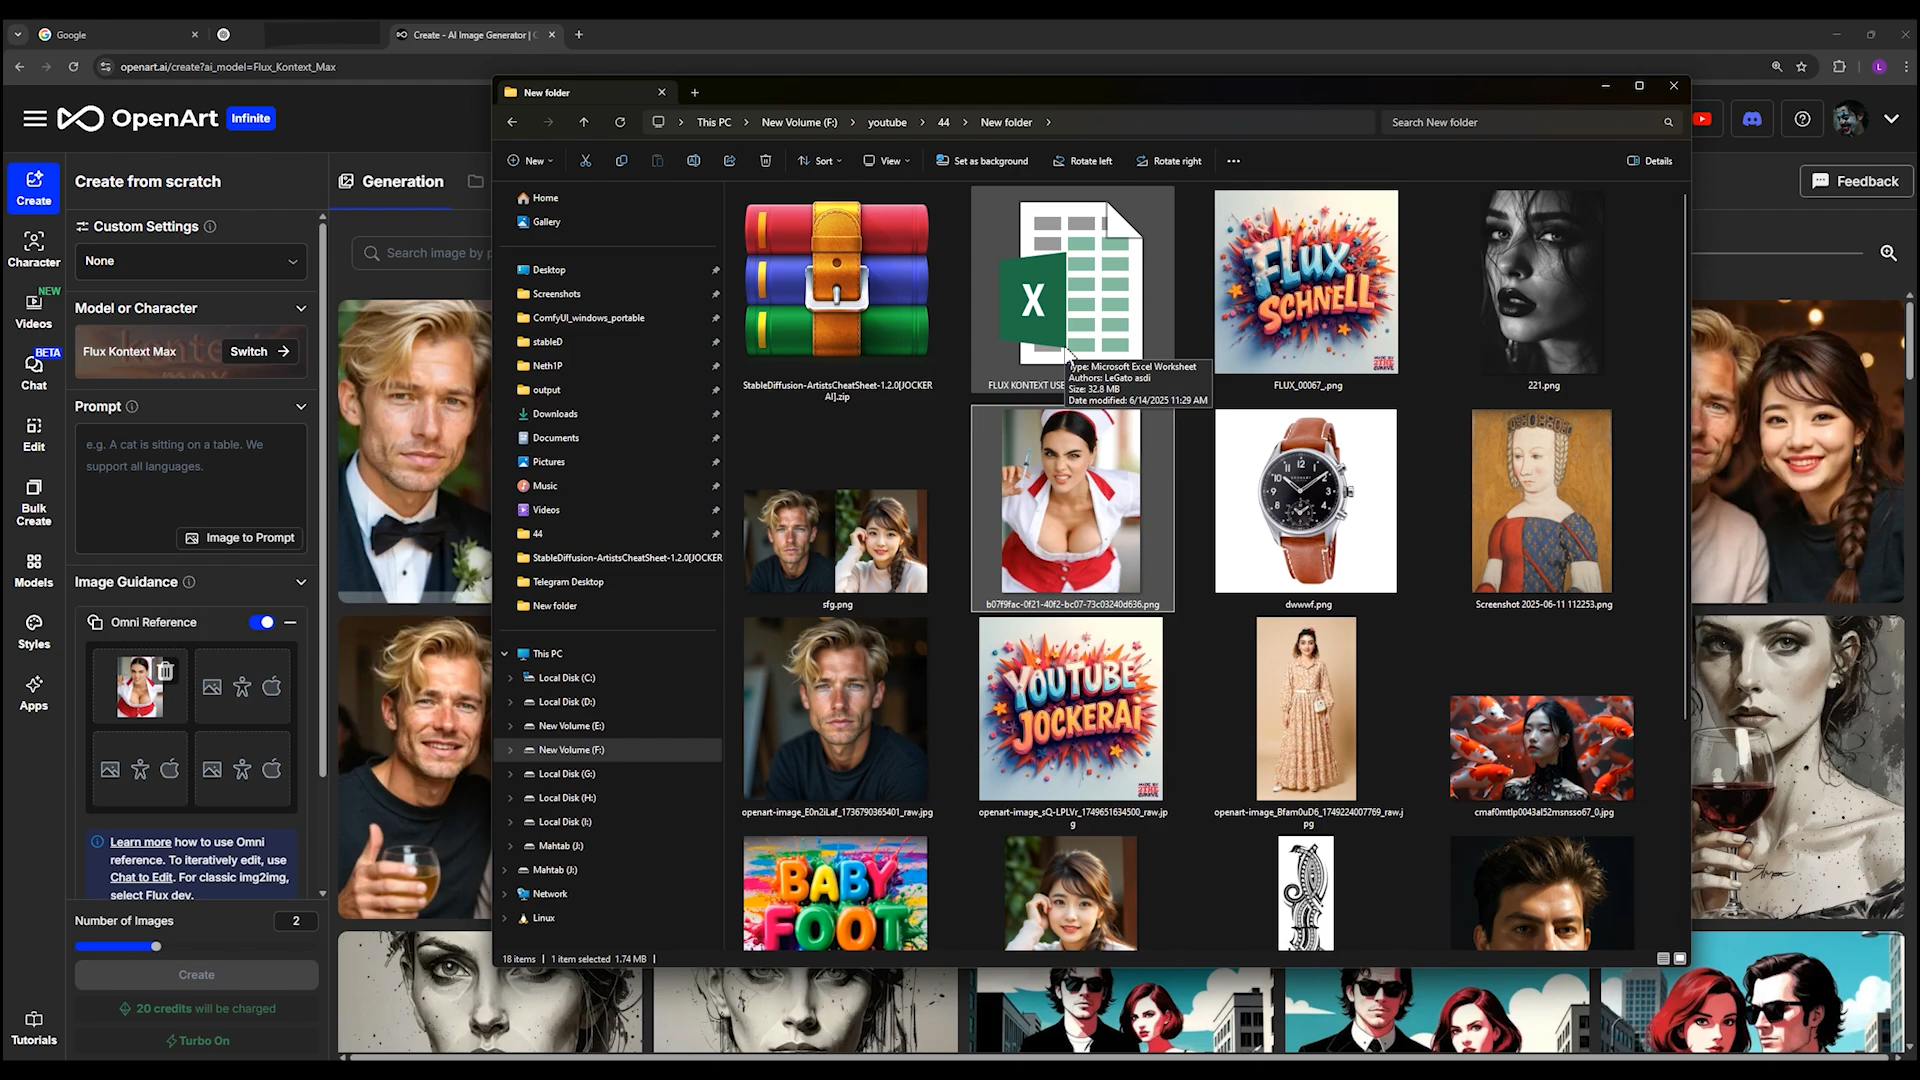 Google
Create - AI Image Generator | C
openart.ai/create?ai_model=Flux_Kontext_Max
OpenArt
Infinite
Feedback
Create
Character
NEW
Videos
BETA
Chat
Edit
Bulk
Create
Models
Styles
Apps
Tutorials
Create from scratch
Custom Settings
None
Model or Character
Flux Kontext Max
Switch
Prompt
e.g. A cat is sitting on a table. We
support all languages.
Image to Prompt
Image Guidance
Omni Reference
Learn more how to use Omni
reference. To iteratively edit, use
Chat to Edit. For classic img2img,
select Flux dev.
Number of Images
2
Create
20 credits will be charged
Turbo On
Generation
Search image by p
New folder
This PC
New Volume (F:)
youtube
44
New folder
Search New folder
New
Sort
View
Set as background
Rotate left
Rotate right
Details
Home
Gallery
Desktop
Screenshots
ComfyUI_windows_portable
stableD
Neth1P
output
Downloads
Documents
Pictures
Music
Videos
44
StableDiffusion-ArtistsCheatSheet-1.2.0[JOCKER
Telegram Desktop
New folder
This PC
Local Disk (C:)
Local Disk (D:)
New Volume (E:)
New Volume (F:)
Local Disk (G:)
Local Disk (H:)
Local Disk (I:)
Mahtab (J:)
Mahtab (J:)
Network
Linux
StableDiffusion-ArtistsCheatSheet-1.2.0[JOCKER
AI].zip
X
FLUX KONTEXT USE
Type: Microsoft Excel Worksheet
Authors: LeGato asdi
Size: 32.8 MB
Date modified: 6/14/2025 11:29 AM
FLUX
SCHNELL
FLUX_00067_.png
221.png
sfg.png
b07f9fac-0f21-40f2-bc07-73c03240d636.png
dwwwf.png
Screenshot 2025-06-11 112253.png
openart-image_E0n2iLaf_1736790365401_raw.jpg
YOUTUBE
JOCKERAi
openart-image_sQ-LPLVr_1749651634500_raw.jp
g
openart-image_Bfam0uD6_1749224007769_raw.j
pg
cmaf0mtlp0043al52msnsso67_0.jpg
BABY
FOOT
18 items
1 item selected 1.74 MB